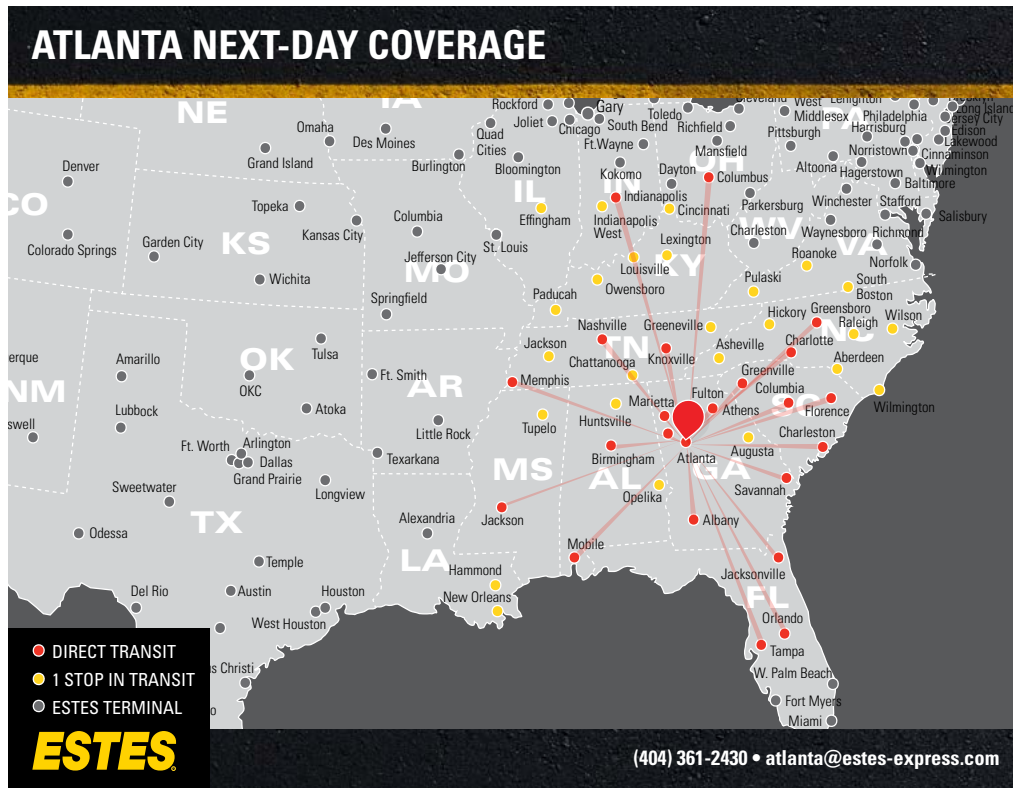 ATLANTA NEXT-DAY COVERAGE
NE
IA
PA
Rockford
Gary
Toledo
Cleveland
West
Middlesex
Philadelphia
Long Island
Jersey City
Joliet
Chicago
South Bend
Richfield
Pittsburgh
Harrisburg
Edison
Omaha
Des Moines
Quad
Cities
Ft.Wayne
Mansfield
Norristown
Lakewood
Cinnaminson
Grand Island
Burlington
Bloomington
Kokomo
Dayton
OH
Columbus
Altoona
Hagerstown
Wilmington
Baltimore
Denver
IL
IN
Indianapolis
Parkersburg
Winchester
Stafford
CO
Topeka
Columbia
Effingham
Indianapolis
West
Cincinnati
Salisbury
Colorado Springs
Garden City
KS
Kansas City
St. Louis
Lexington
Charleston
WV
Waynesboro
Richmond
VA
Jefferson City
MO
Louisville
KY
Roanoke
Norfolk
Wichita
Owensboro
Pulaski
South
Boston
Springfield
Paducah
Hickory
Greensboro
Raleigh
Wilson
NC
Nashville
Greeneville
Tulsa
Jackson
TN
Knoxville
Asheville
Charlotte
Aberdeen
erque
Amarillo
OK
OKC
Ft. Smith
Chattanooga
Greenville
NM
AR
Memphis
Fulton
Columbia
SC
Lubbock
Atoka
Marietta
Athens
Florence
Wilmington
swell
Little Rock
Tupelo
Huntsville
Charleston
Ft. Worth
Arlington
Dallas
Grand Prairie
Texarkana
Birmingham
Atlanta
Augusta
MS
AL
GA
Sweetwater
Longview
Opelika
Savannah
TX
Alexandria
Jackson
Albany
Odessa
Mobile
Temple
LA
Hammond
Jacksonville
Del Rio
Austin
Houston
New Orleans
FL
West Houston
Orlando
Tampa
s Christi
W. Palm Beach
Fort Myers
o
Miami
DIRECT TRANSIT
1 STOP IN TRANSIT
ESTES TERMINAL
ESTES
(404) 361-2430 • atlanta@estes-express.com